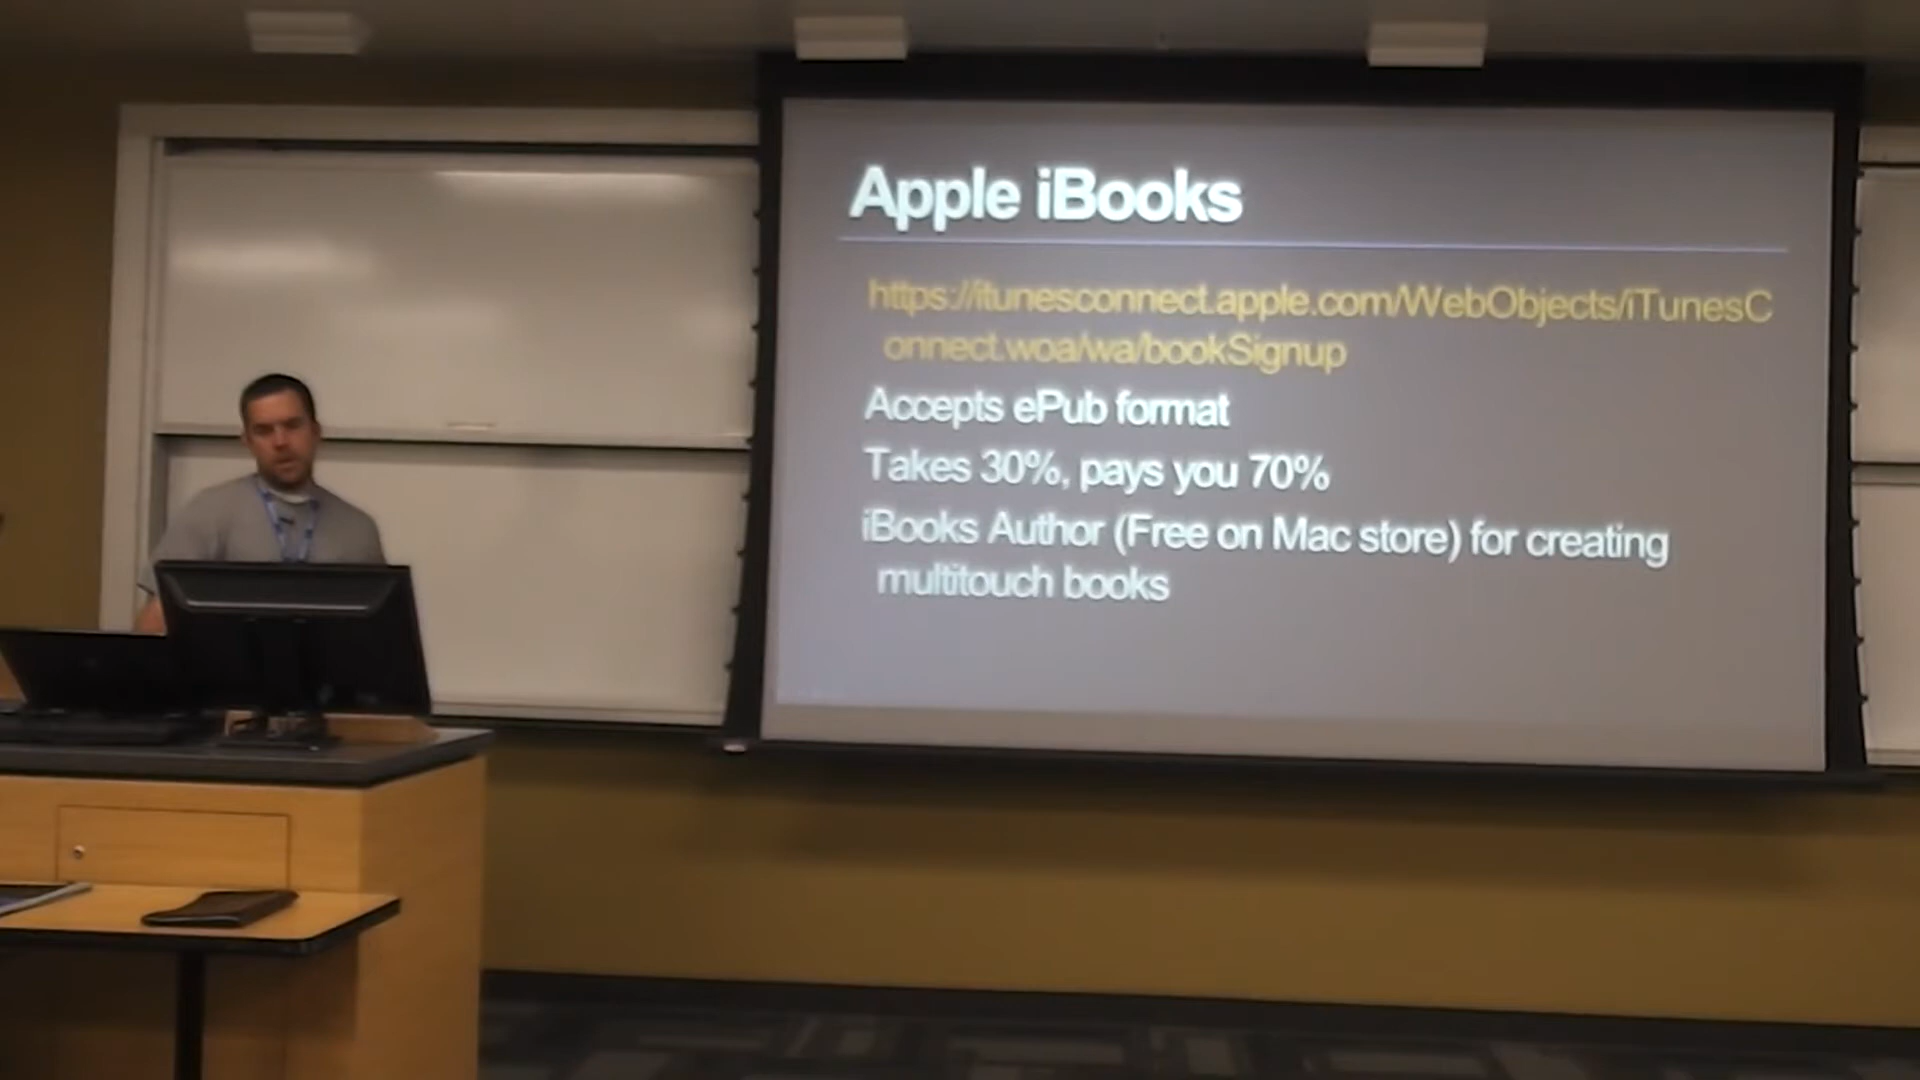 Apple iBooks
https://itunesconnect.apple.com/WebObjects/iTunesC
onnect.woa/wa/bookSignup
Accepts ePub format
Takes 30%, pays you 70%
iBooks Author (Free on Mac store) for creating
multitouch books